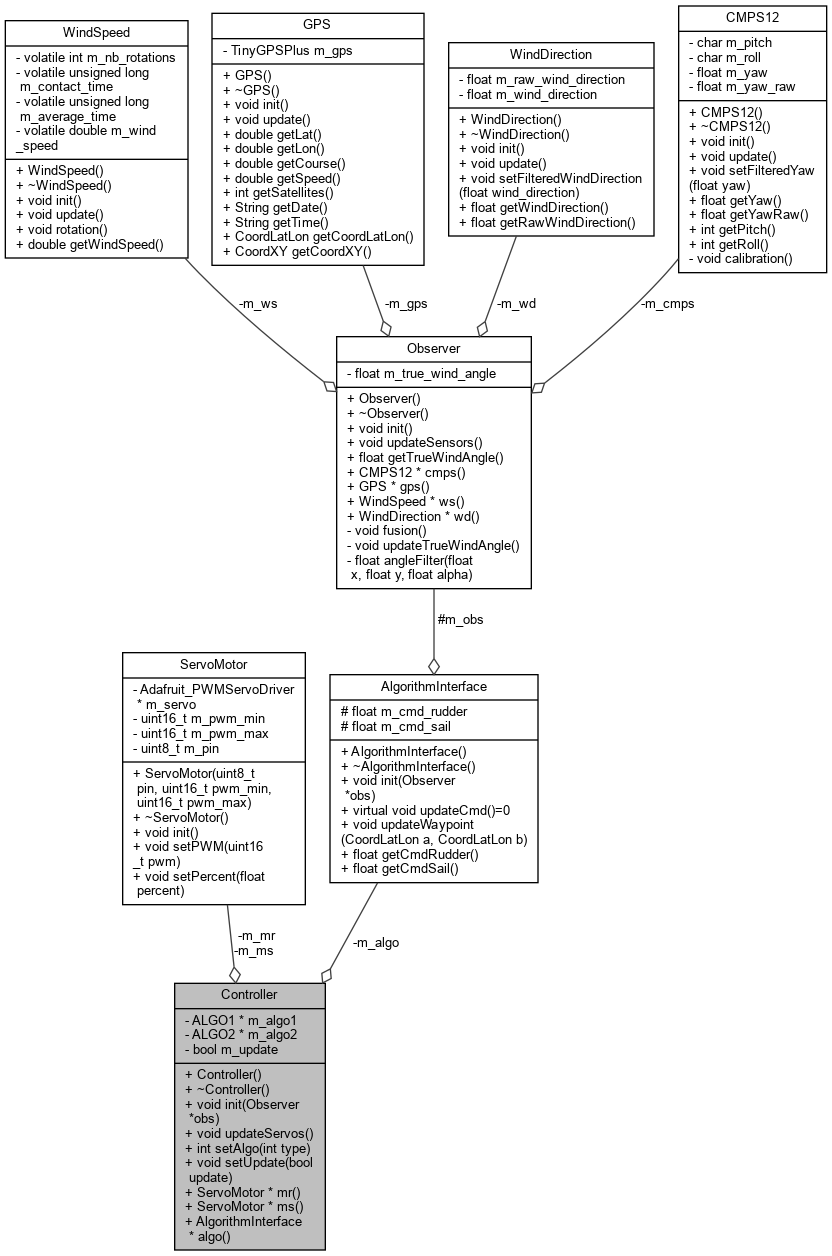 WindSpeed
- volatile int m_nb_rotations
- volatile unsigned long
m_contact_time
- volatile unsigned long
m_average_time
- volatile double m_wind
_speed
+ WindSpeed()
+ ~WindSpeed()
+ void init()
+ void update()
+ void rotation()
+ double getWindSpeed()
GPS
- TinyGPSPlus m_gps
+ GPS()
+ ~GPS()
+ void init()
+ void update()
+ double getLat()
+ double getLon()
+ double getCourse()
+ double getSpeed()
+ int getSatellites()
+ String getDate()
+ String getTime()
+ CoordLatLon getCoordLatLon()
+ CoordXY getCoordXY()
WindDirection
- float m_raw_wind_direction
- float m_wind_direction
+ WindDirection()
+ ~WindDirection()
+ void init()
+ void update()
+ void setFilteredWindDirection
(float wind_direction)
+ float getWindDirection()
+ float getRawWindDirection()
CMPS12
- char m_pitch
- char m_roll
- float m_yaw
- float m_yaw_raw
+ CMPS12()
+ ~CMPS12()
+ void init()
+ void update()
+ void setFilteredYaw
(float yaw)
+ float getYaw()
+ float getYawRaw()
+ int getPitch()
+ int getRoll()
- void calibration()
-m_ws
-m_gps
-m_wd
-m_cmps
Observer
- float m_true_wind_angle
+ Observer()
+ ~Observer()
+ void init()
+ void updateSensors()
+ float getTrueWindAngle()
+ CMPS12 * cmps()
+ GPS * gps()
+ WindSpeed * ws()
+ WindDirection * wd()
- void fusion()
- void updateTrueWindAngle()
- float angleFilter(float
x, float y, float alpha)
#m_obs
ServoMotor
- Adafruit_PWMServoDriver
* m_servo
- uint16_t m_pwm_min
- uint16_t m_pwm_max
- uint8_t m_pin
+ ServoMotor(uint8_t
pin, uint16_t pwm_min,
uint16_t pwm_max)
+ ~ServoMotor()
+ void init()
+ void setPWM(uint16
_t pwm)
+ void setPercent(float
percent)
AlgorithmInterface
# float m_cmd_rudder
# float m_cmd_sail
+ AlgorithmInterface()
+ ~AlgorithmInterface()
+ void init(Observer
*obs)
+ virtual void updateCmd()=0
+ void updateWaypoint
(CoordLatLon a, CoordLatLon b)
+ float getCmdRudder()
+ float getCmdSail()
-m_mr
-m_ms
-m_algo
Controller
- ALGO1 * m_algo1
- ALGO2 * m_algo2
- bool m_update
+ Controller()
+ ~Controller()
+ void init(Observer
*obs)
+ void updateServos()
+ int setAlgo(int type)
+ void setUpdate(bool
update)
+ ServoMotor * mr()
+ ServoMotor * ms()
+ AlgorithmInterface
* algo()